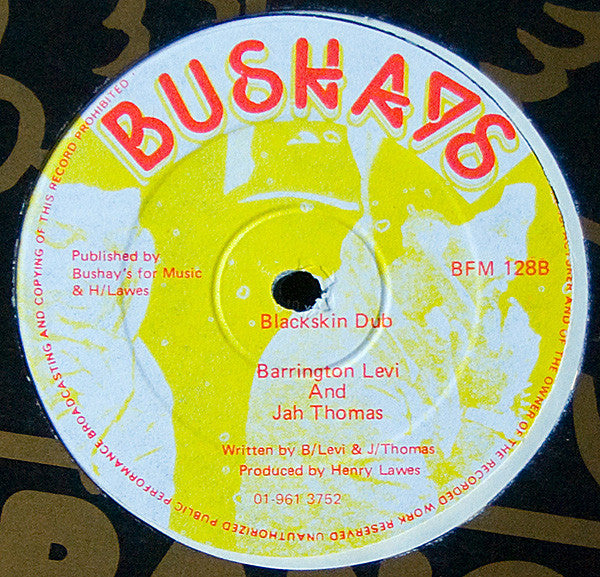 BUSHAYS
Published by
Bushay's for Music
& H/Lawes
BFM 128B
Blackskin Dub
Barrington Levi
And
Jah Thomas
Written by B/Levi & J/Thomas
Produced by Henry Lawes
01-961 3752
AND OF THE OWNER OF THE RECORDED WORK RESERVED UNAUTHORIZED PUBLIC PERFORMANCE BROADCASTING AND COPYING OF THIS RECORD PROHIBITED